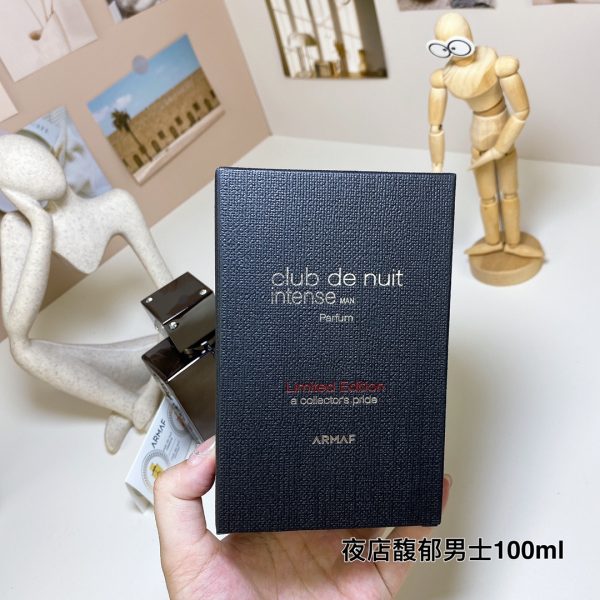 club de nuit
intense MAN
Parfum
Limited Edition
a collector's pride
ARMAF
ARMAF
夜店馥郁男士100ml